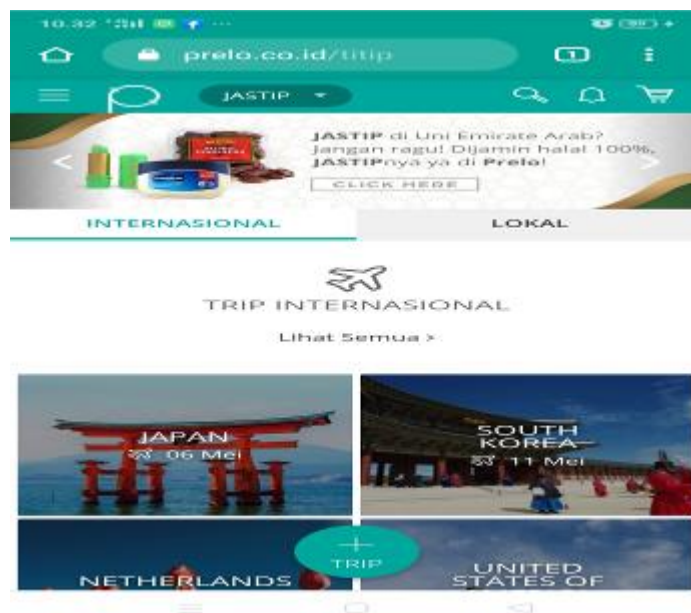 10.32
prelo.co.id/titip
1
JASTIP
JASTIP di Uni Emirate Arab?
Jangan ragu! Dijamin halal 100%,
JASTIPnya ya di Prelo!
CLICK HERE
INTERNASIONAL
LOKAL
TRIP INTERNASIONAL
Lihat Semua >
JAPAN
06 Mei
SOUTH
KOREA
11 Mei
NETHERLANDS
+
TRIP
UNITED
STATES OF